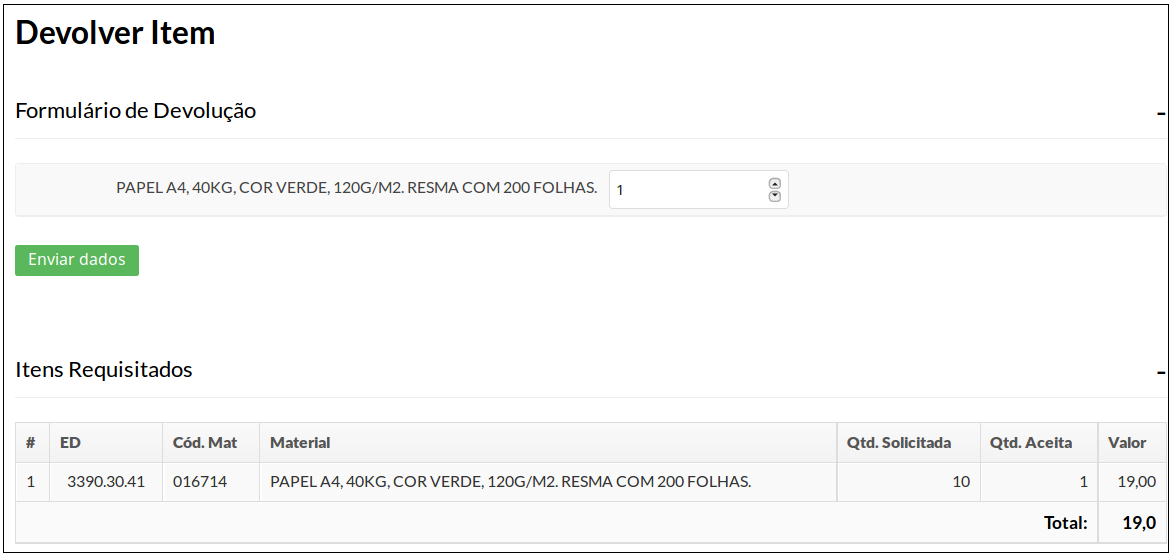 Devolver Item
Formulário de Devolução -
PAPEL A4, 40KG, COR VERDE, 120G/M2. RESMA COM 200 FOLHAS. 1
Enviar dados
Itens Requisitados -
# ED Cód. Mat Material Qtd. Solicitada Qtd. Aceita Valor
1 3390.30.41 016714 PAPEL A4, 40KG, COR VERDE, 120G/M2. RESMA COM 200 FOLHAS. 10 1 19,00
Total: 19,0